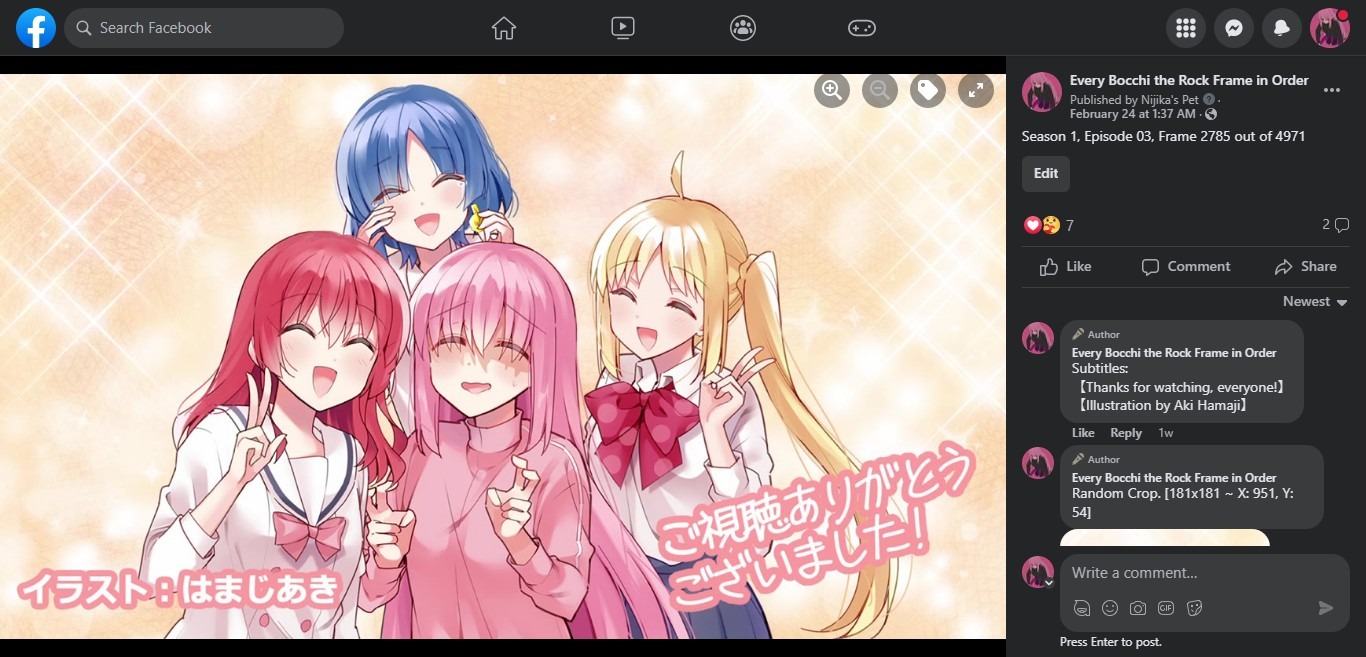 Search Facebook
イラスト：はまじあき
ご視聴ありがとう
ございました！
Every Bocchi the Rock Frame in Order
Published by Nijika's Pet ·
February 24 at 1:37 AM ·
Season 1, Episode 03, Frame 2785 out of 4971
Edit
7
2
Like
Comment
Share
Newest
Author
Every Bocchi the Rock Frame in Order
Subtitles:
【Thanks for watching, everyone!】
【Illustration by Aki Hamaji】
Like Reply 1w
Author
Every Bocchi the Rock Frame in Order
Random Crop. [181x181 ~ X: 951, Y:
54]
Write a comment...
GIF
Press Enter to post.